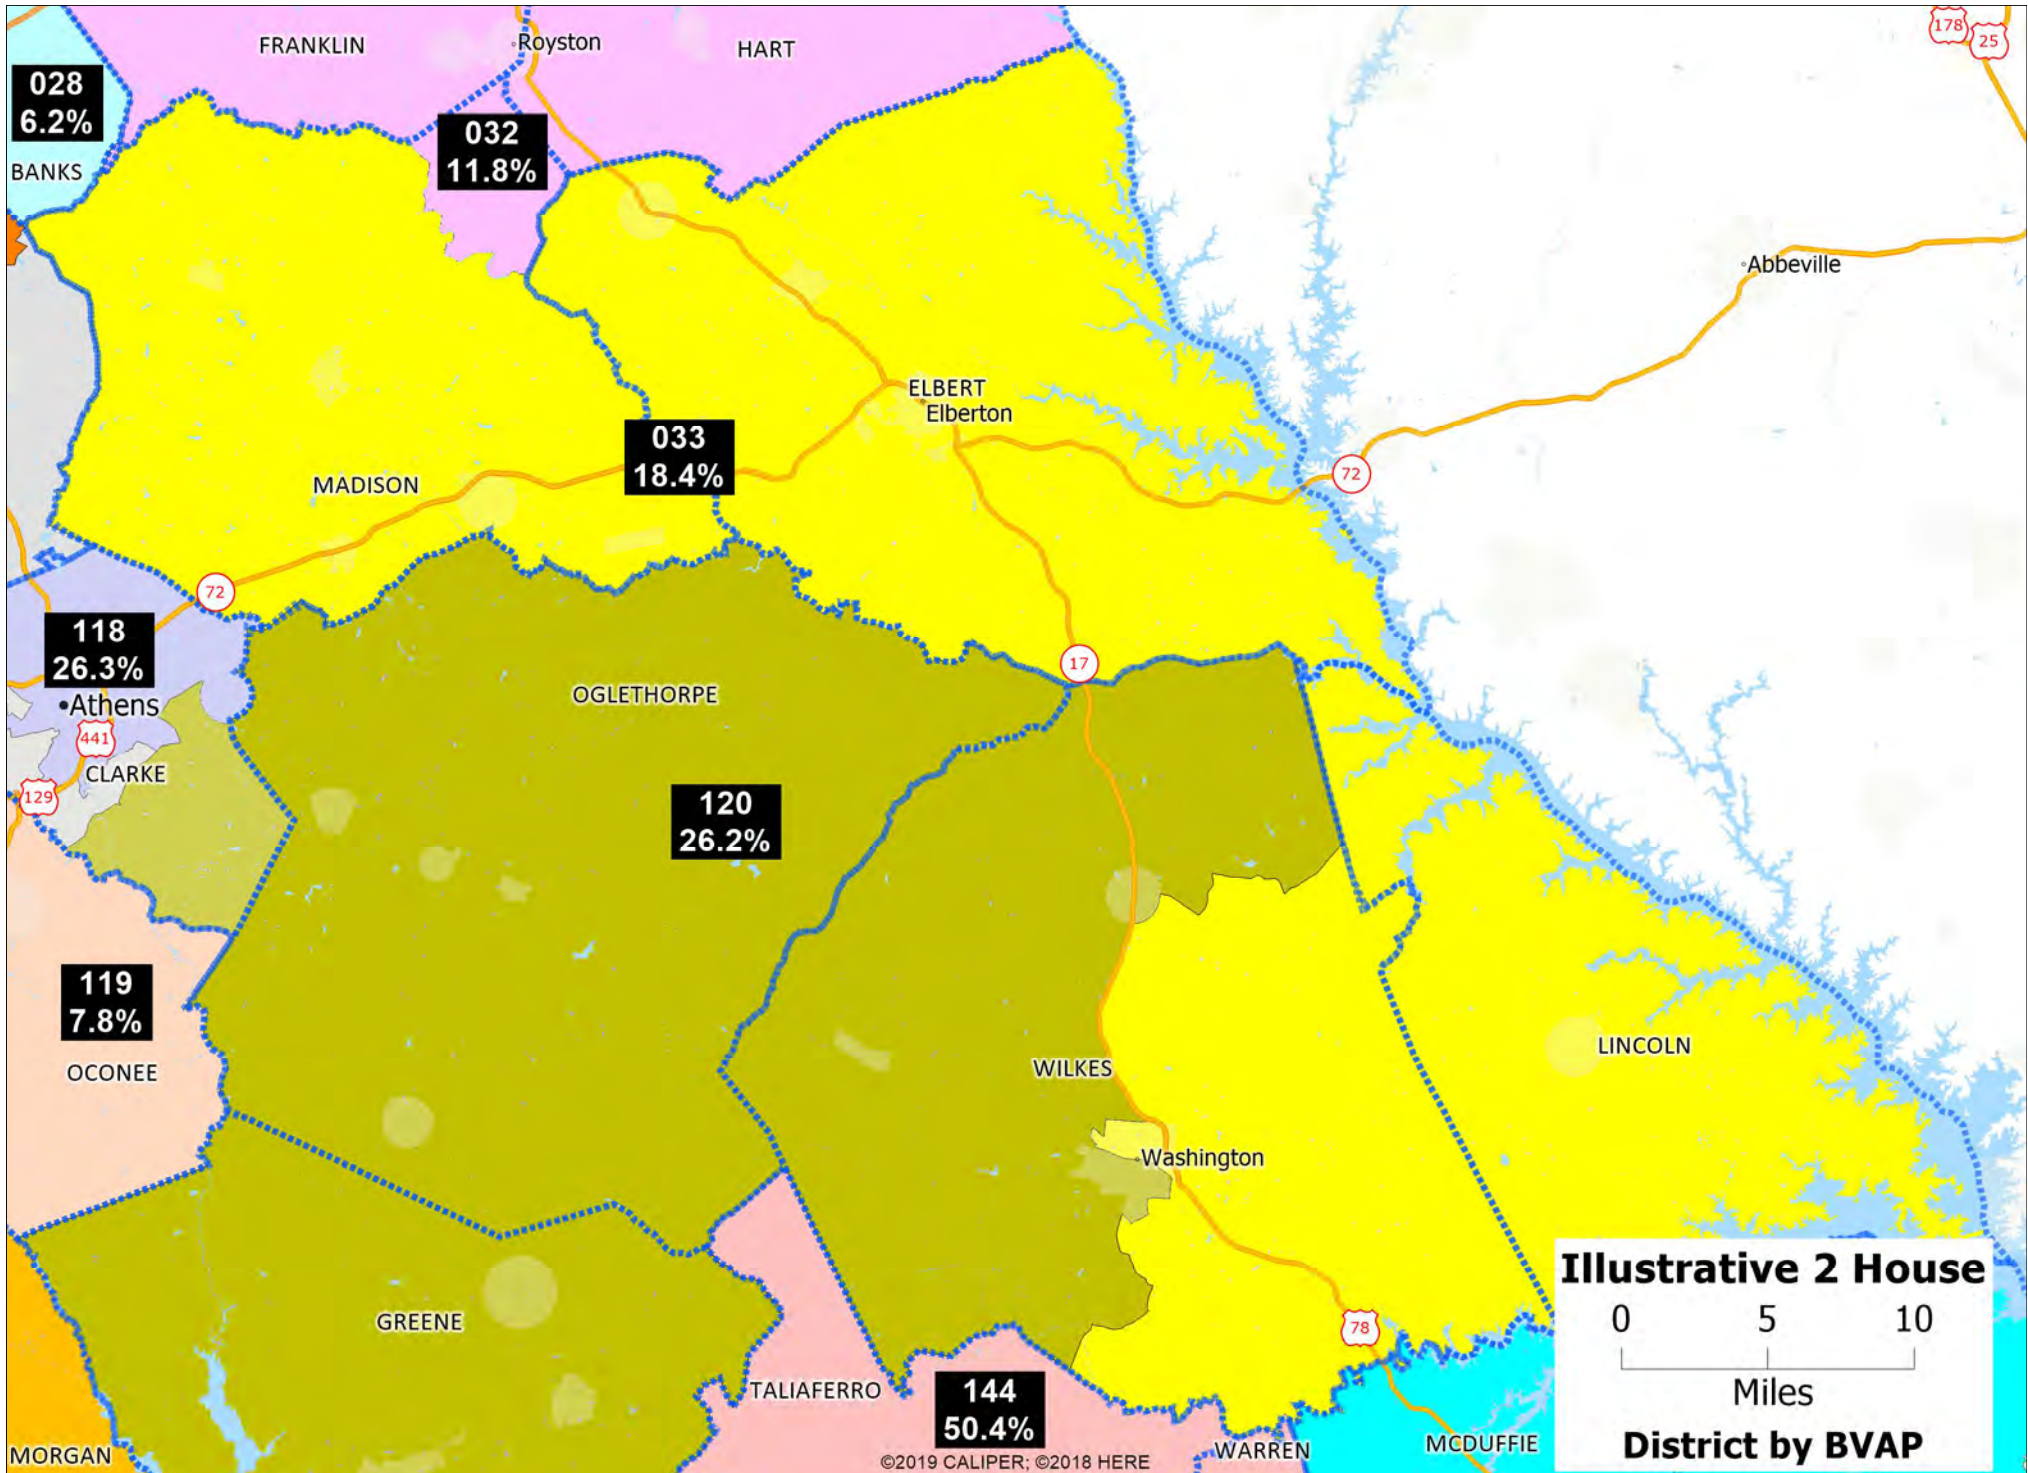 FRANKLIN
Royston
HART
178
25
028
6.2%
BANKS
032
11.8%
Abbeville
ELBERT
Elberton
033
18.4%
72
MADISON
72
118
26.3%
17
OGLETHORPE
Athens
441
CLARKE
129
120
26.2%
119
7.8%
OCONEE
WILKES
LINCOLN
Washington
GREENE
78
TALIAFERRO
144
50.4%
MORGAN
©2019 CALIPER; ©2018 HERE
WARREN
MCDUFFIE
Illustrative 2 House
0 5 10
Miles
District by BVAP